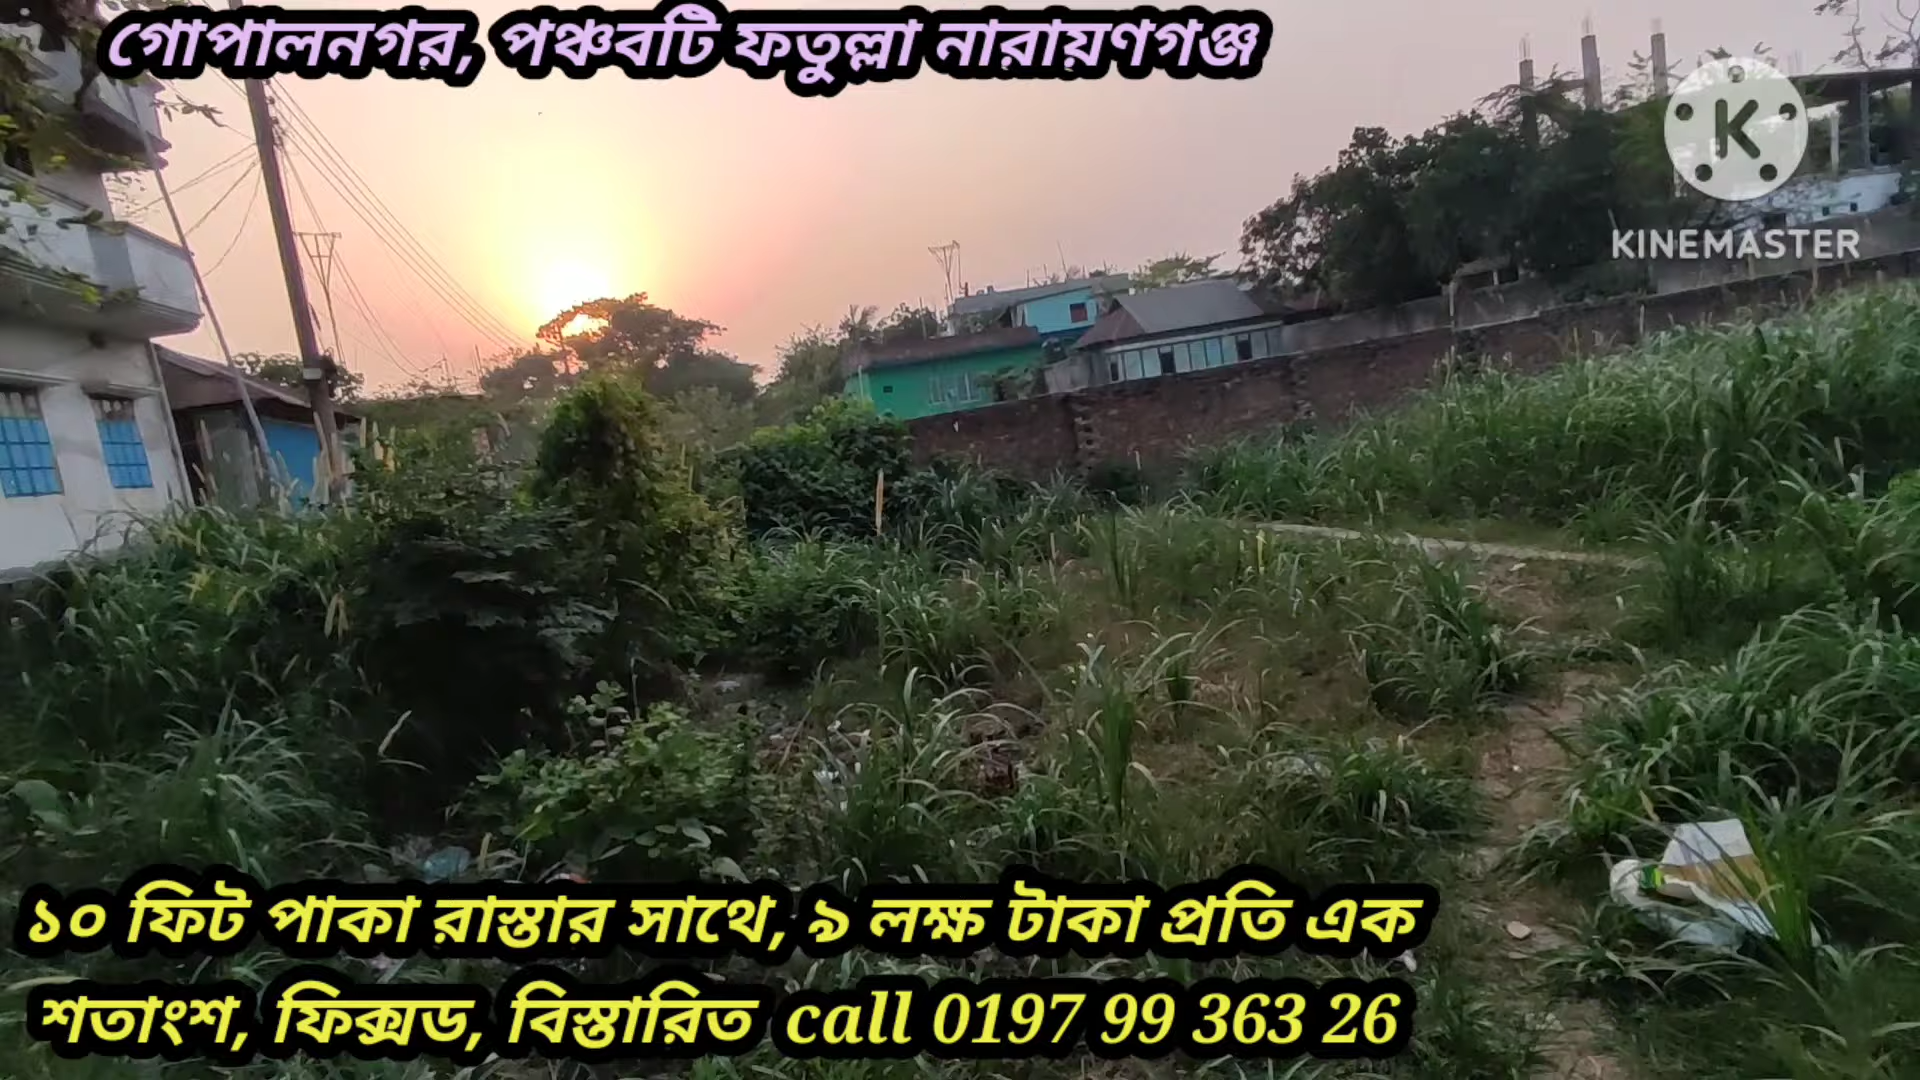 গোপালনগর, পঞ্চবটি ফতুল্লা নারায়ণগঞ্জ
K
KINEMASTER
১০ ফিট পাকা রাস্তার সাথে, ৯ লক্ষ টাকা প্রতি এক
শতাংশ, ফিক্সড, বিস্তারিত call 0197 99 363 26